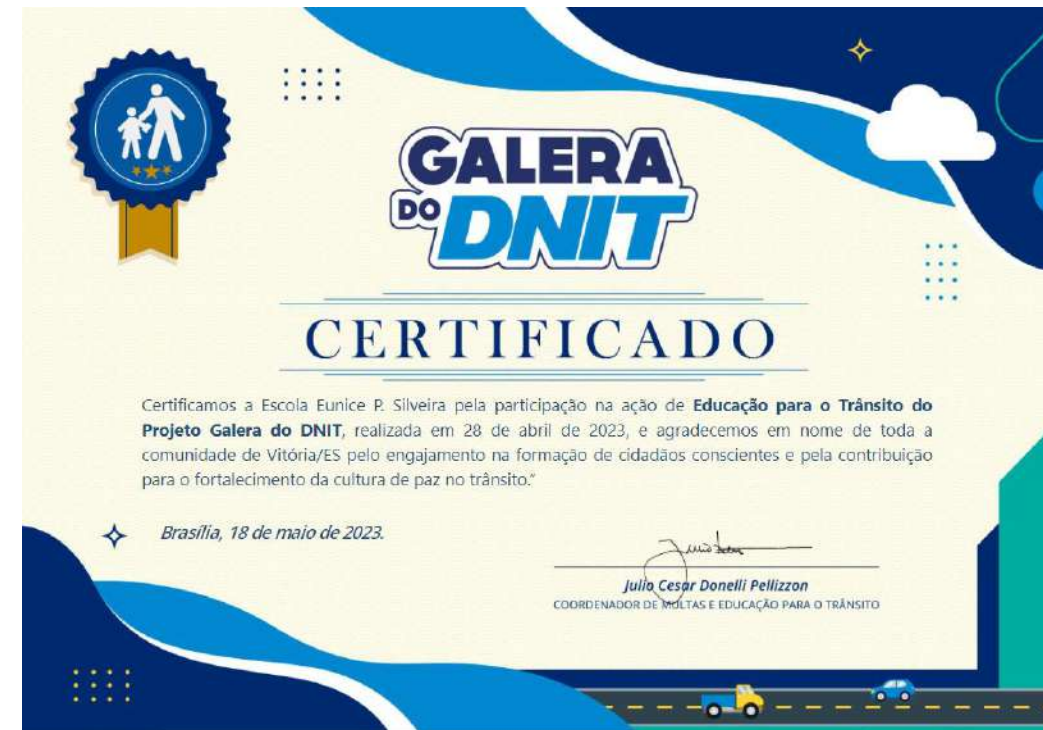 GALERA
DO DNIT
CERTIFICADO
Certificamos a Escola Eunice P. Silveira pela participação na ação de Educação para o Trânsito do
Projeto Galera do DNIT, realizada em 28 de abril de 2023, e agradecemos em nome de toda a
comunidade de Vitória/ES pelo engajamento na formação de cidadãos conscientes e pela contribuição
para o fortalecimento da cultura de paz no trânsito.”
Brasília, 18 de maio de 2023.
Julio Cesar Donelli Pellizzon
COORDENADOR DE MULTAS E EDUCAÇÃO PARA O TRÂNSITO